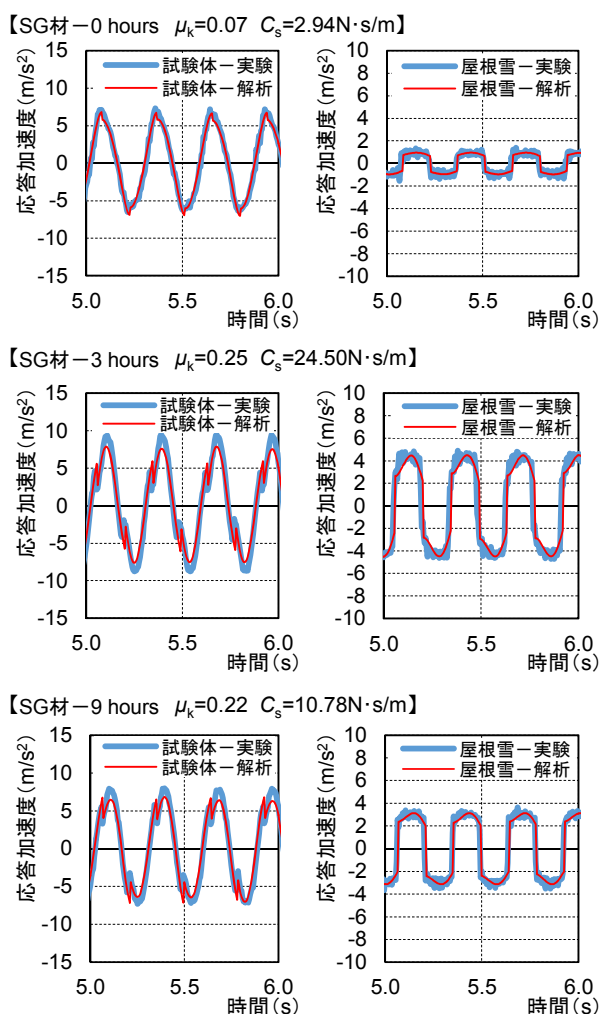 【SG材－0 hours μk=0.07 Cs=2.94N·s/m】
応答加速度(m/s²)
15
10
5
0
-5
-10
-15
試験体－実験
試験体－解析
5.0 5.5 6.0
時間(s)
応答加速度(m/s²)
10
8
6
4
2
0
-2
-4
-6
-8
-10
屋根雪－実験
屋根雪－解析
5.0 5.5 6.0
時間(s)
【SG材－3 hours μk=0.25 Cs=24.50N·s/m】
応答加速度(m/s²)
15
10
5
0
-5
-10
-15
試験体－実験
試験体－解析
5.0 5.5 6.0
時間(s)
応答加速度(m/s²)
10
8
6
4
2
0
-2
-4
-6
-8
-10
屋根雪－実験
屋根雪－解析
5.0 5.5 6.0
時間(s)
【SG材－9 hours μk=0.22 Cs=10.78N·s/m】
応答加速度(m/s²)
15
10
5
0
-5
-10
-15
試験体－実験
試験体－解析
5.0 5.5 6.0
時間(s)
応答加速度(m/s²)
10
8
6
4
2
0
-2
-4
-6
-8
-10
屋根雪－実験
屋根雪－解析
5.0 5.5 6.0
時間(s)